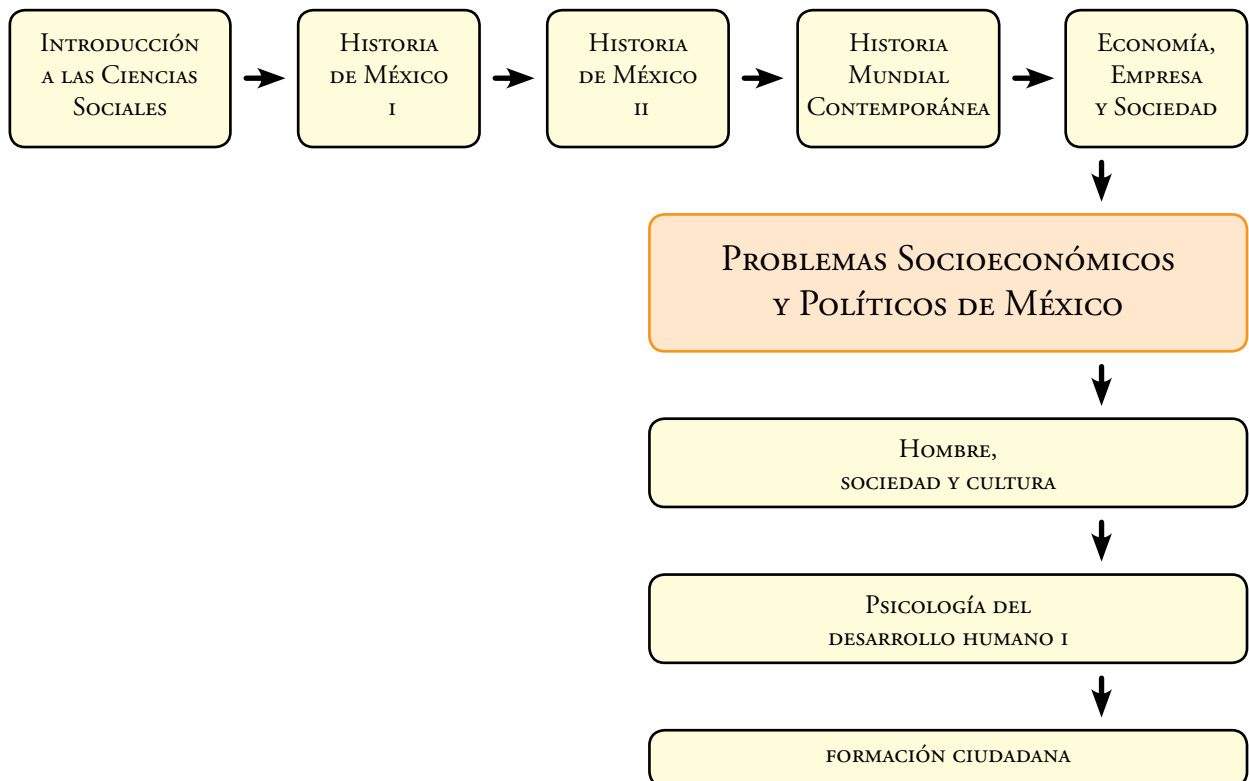 Introducción
a las Ciencias
Sociales
Historia
de México
I
Historia
de México
II
Historia
Mundial
Contemporánea
Economía,
Empresa
y Sociedad
Problemas Socioeconómicos
y Políticos de México
Hombre,
sociedad y cultura
Psicología del
desarrollo humano I
formación ciudadana